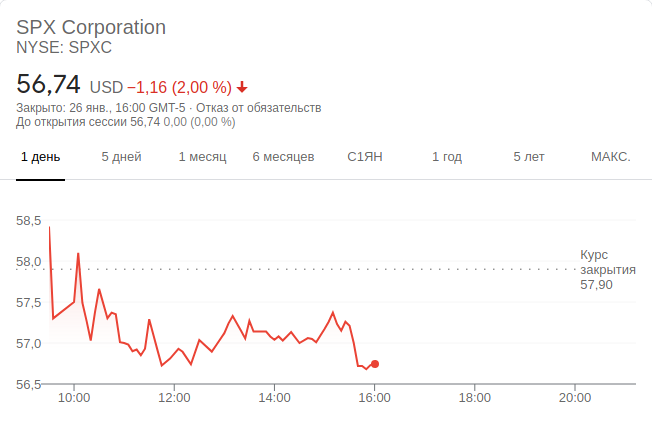 SPX Corporation
NYSE: SPXC
56,74 USD −1,16 (2,00 %)
Закрыто: 26 янв., 16:00 GMT-5 · Отказ от обязательств
До открытия сессии 56,74 0,00 (0,00 %)
1 день 5 дней 1 месяц 6 месяцев С1ЯН 1 год 5 лет МАКС.
58,5
58,0
57,5
57,0
56,5
Курс
закрытия
57,90
10:00 12:00 14:00 16:00 18:00 20:00